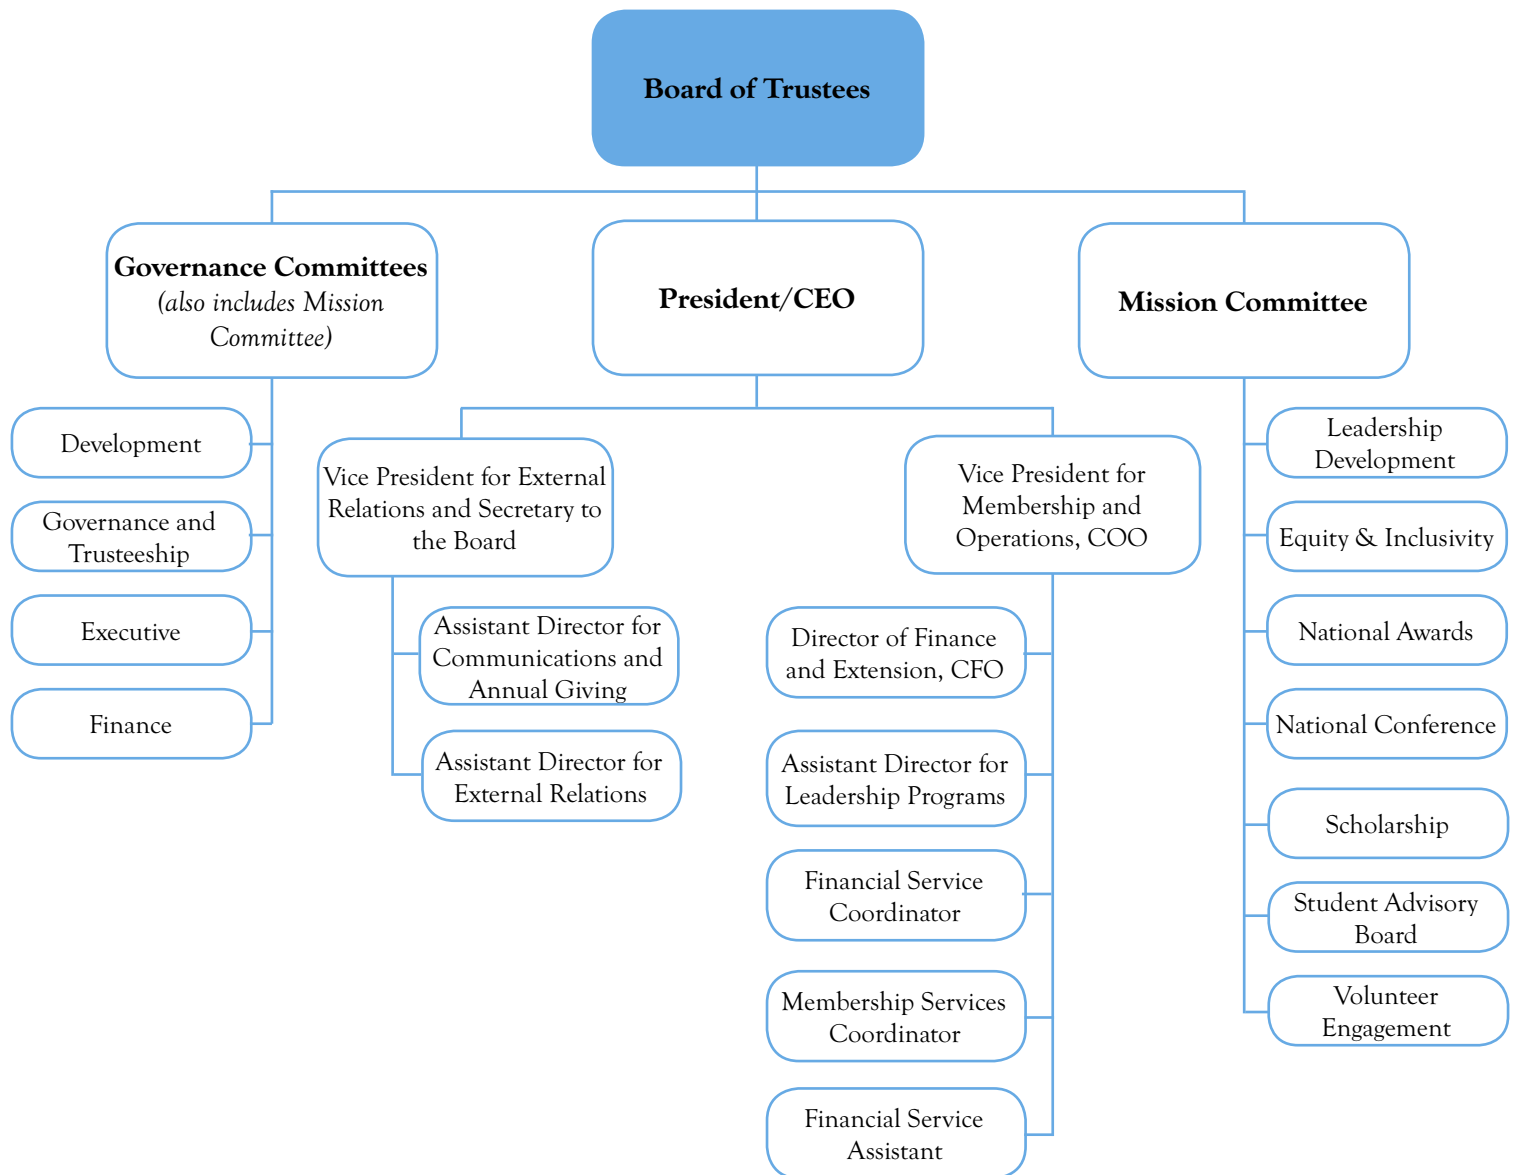 Board of Trustees
Governance Committees
(also includes Mission
Committee)
President/CEO
Mission Committee
Development
Governance and
Trusteeship
Executive
Finance
Vice President for External
Relations and Secretary to
the Board
Assistant Director for
Communications and
Annual Giving
Assistant Director for
External Relations
Vice President for
Membership and
Operations, COO
Director of Finance
and Extension, CFO
Assistant Director for
Leadership Programs
Financial Service
Coordinator
Membership Services
Coordinator
Financial Service
Assistant
Leadership
Development
Equity & Inclusivity
National Awards
National Conference
Scholarship
Student Advisory
Board
Volunteer
Engagement